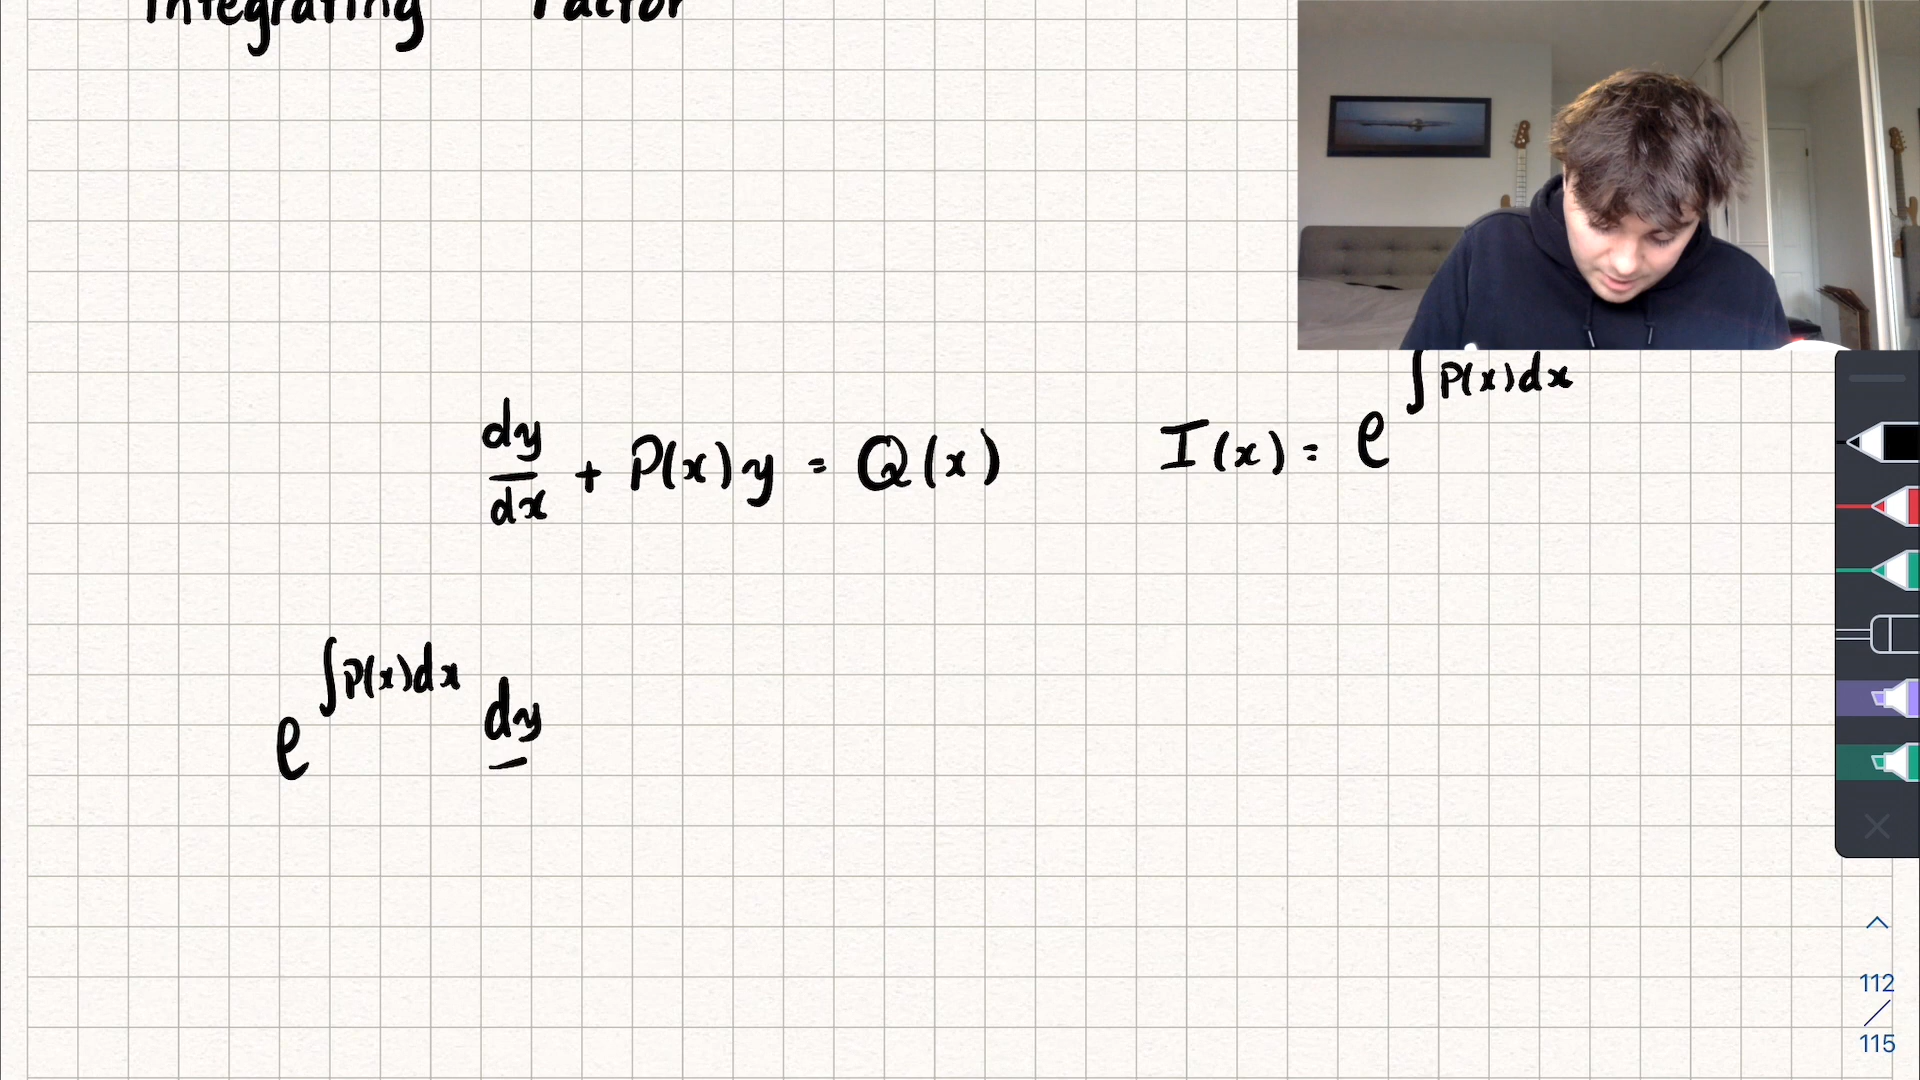 Integrating Factor
dy/dx + P(x)y = Q(x)
I(x) = e^∫P(x)dx
e^∫P(x)dx dy
112
/
115